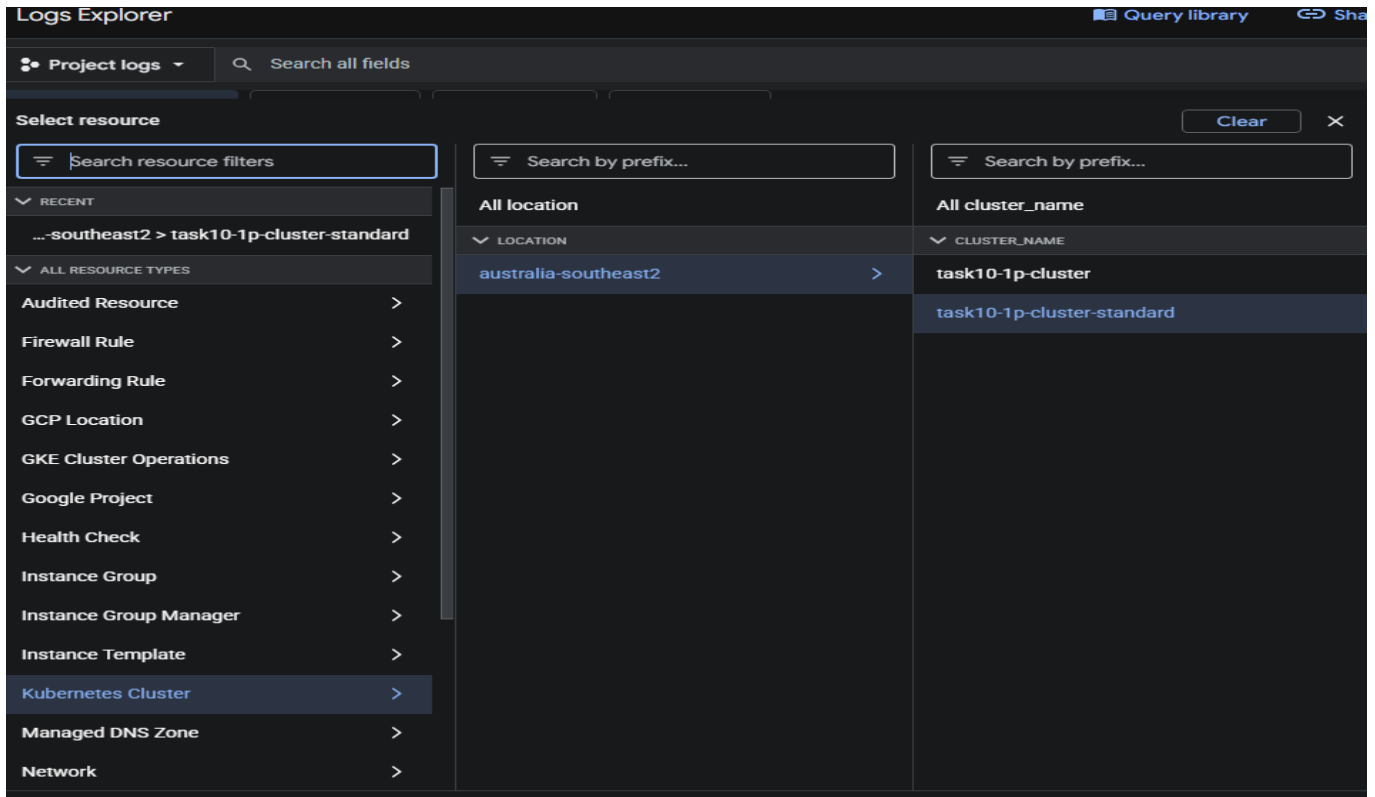 Logs Explorer
Query library
Sha
Project logs
Search all fields
Select resource
Clear
Search resource filters
RECENT
...-southeast2 > task10-1p-cluster-standard
ALL RESOURCE TYPES
Audited Resource
Firewall Rule
Forwarding Rule
GCP Location
GKE Cluster Operations
Google Project
Health Check
Instance Group
Instance Group Manager
Instance Template
Kubernetes Cluster
Managed DNS Zone
Network
Search by prefix...
All location
LOCATION
australia-southeast2
Search by prefix...
All cluster_name
CLUSTER_NAME
task10-1p-cluster
task10-1p-cluster-standard